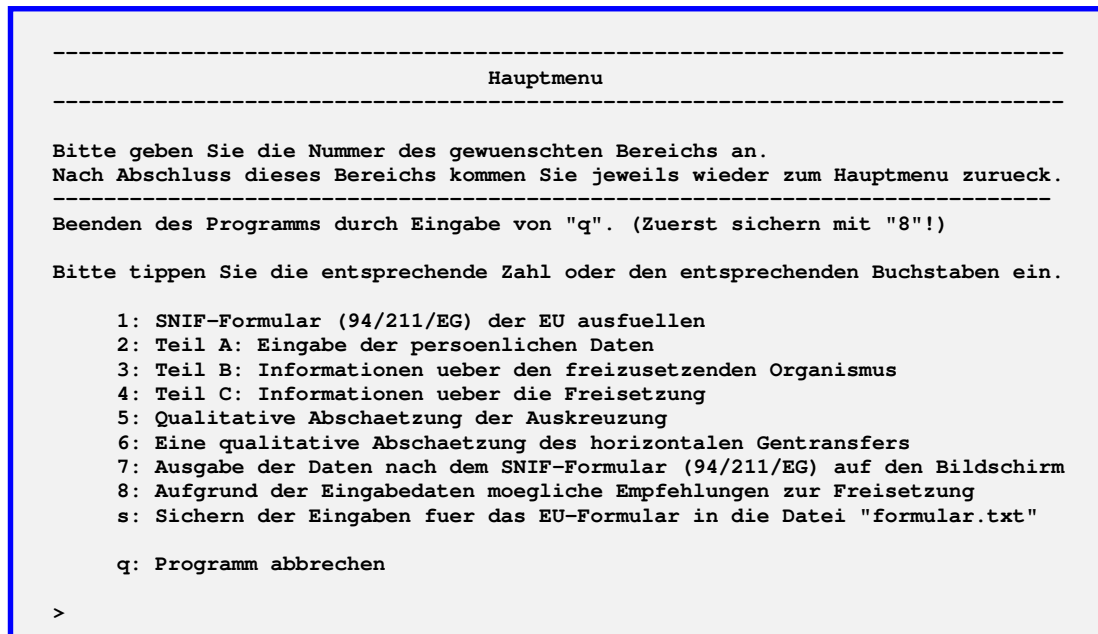 --------------------------------------------------------------------------------
Hauptmenu
--------------------------------------------------------------------------------
Bitte geben Sie die Nummer des gewuenschten Bereichs an.
Nach Abschluss dieses Bereichs kommen Sie jeweils wieder zum Hauptmenu zurueck.
-------------------------------------------------------------------------------
Beenden des Programms durch Eingabe von "q". (Zuerst sichern mit "8"!)
Bitte tippen Sie die entsprechende Zahl oder den entsprechenden Buchstaben ein.
1: SNIF-Formular (94/211/EG) der EU ausfuellen
2: Teil A: Eingabe der persoenlichen Daten
3: Teil B: Informationen ueber den freizusetzenden Organismus
4: Teil C: Informationen ueber die Freisetzung
5: Qualitative Abschaetzung der Auskreuzung
6: Eine qualitative Abschaetzung des horizontalen Gentransfers
7: Ausgabe der Daten nach dem SNIF-Formular (94/211/EG) auf den Bildschirm
8: Aufgrund der Eingabedaten moegliche Empfehlungen zur Freisetzung
s: Sichern der Eingaben fuer das EU-Formular in die Datei "formular.txt"
q: Programm abbrechen
>